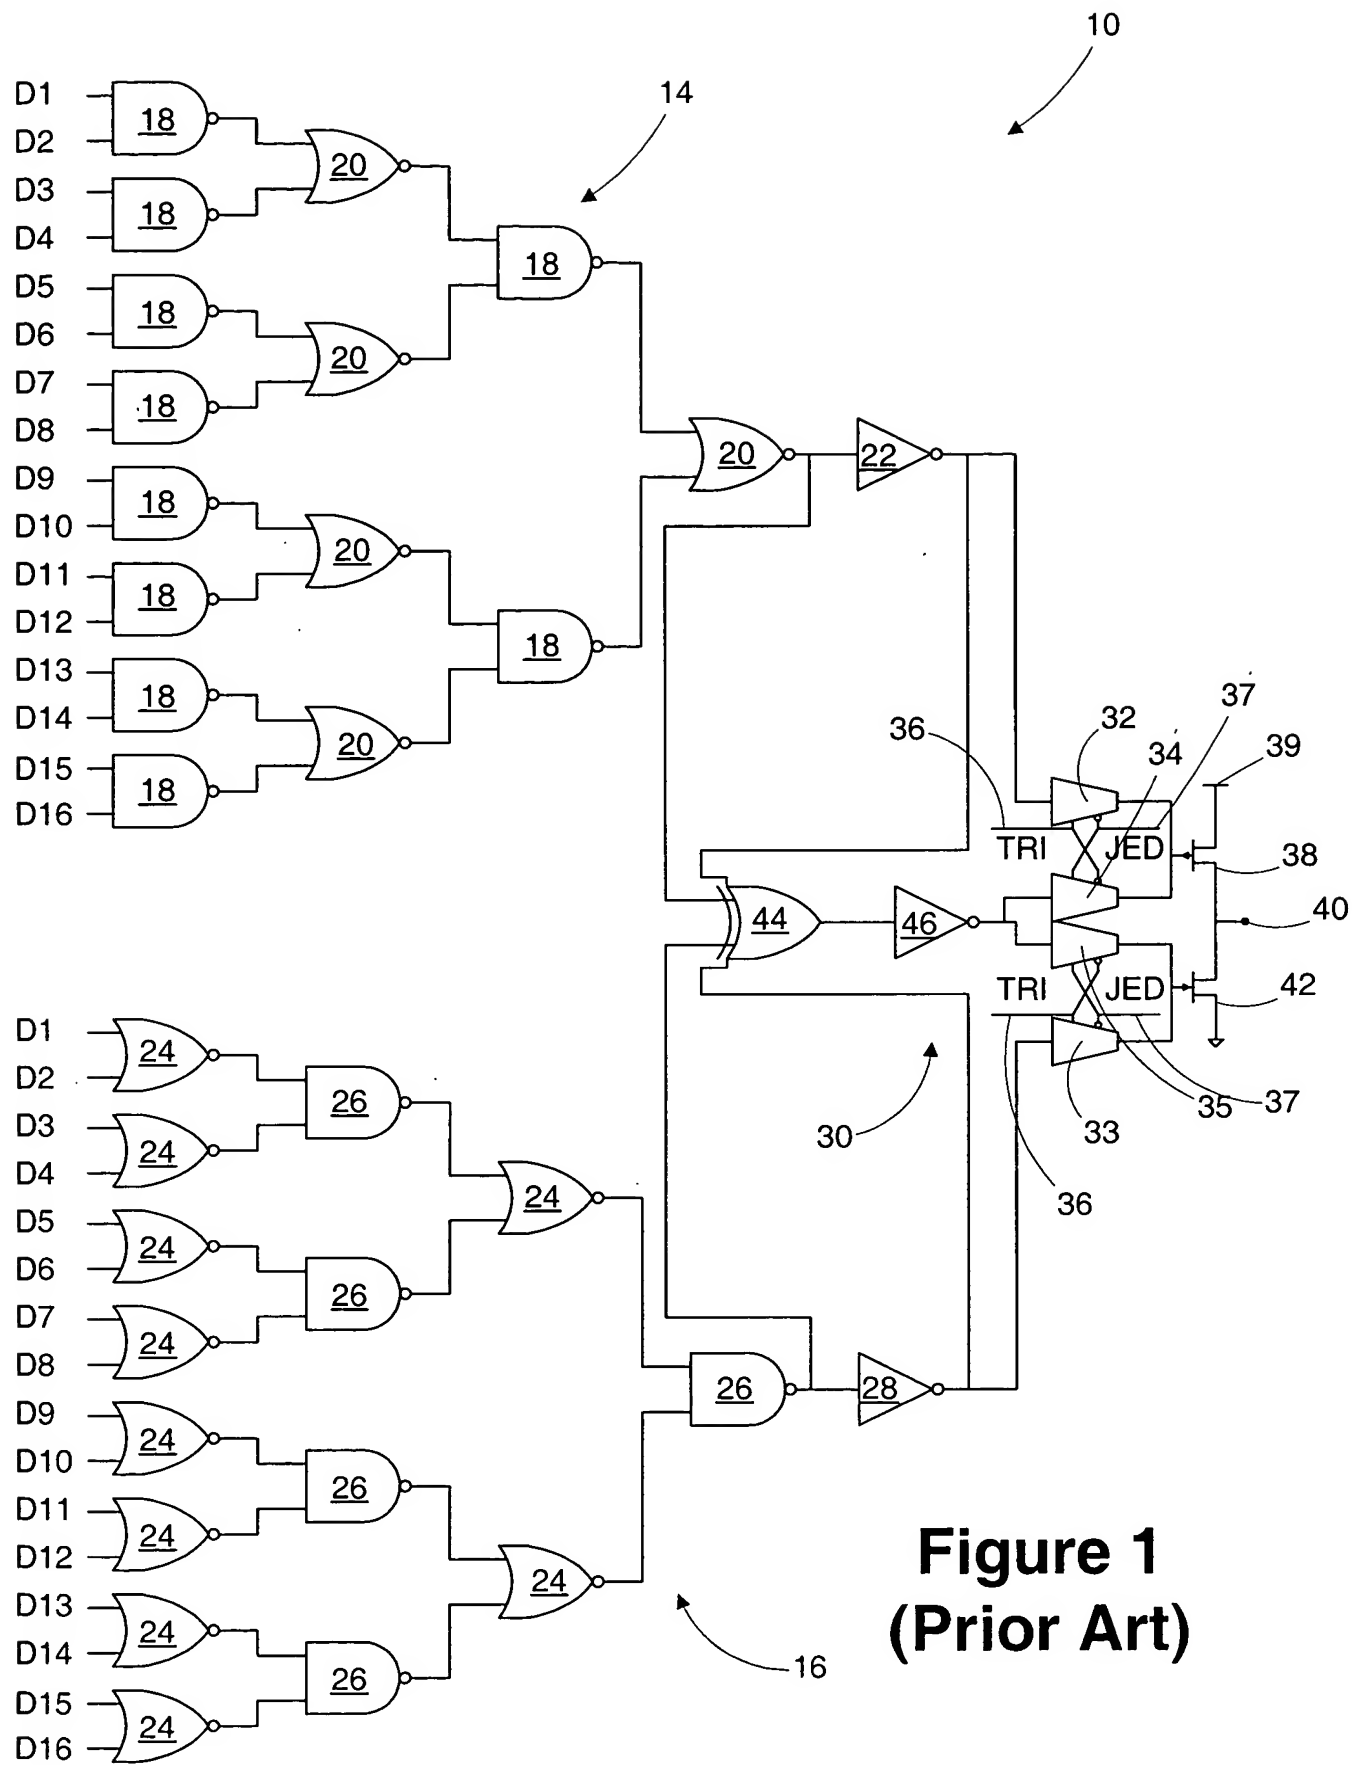 10
14
D1
D2
18
D3
D4
18
20
D5
D6
18
D7
D8
18
20
18
D9
D10
18
D11
D12
18
20
D13
D14
18
D15
D16
18
20
18
20
22
36
32
34
37
39
TRI
JED
38
44
46
40
TRI
JED
42
30
36
33
35
37
D1
D2
24
D3
D4
24
26
D5
D6
24
D7
D8
24
26
24
D9
D10
24
D11
D12
24
26
D13
D14
24
D15
D16
24
26
24
26
28
16
Figure 1
(Prior Art)